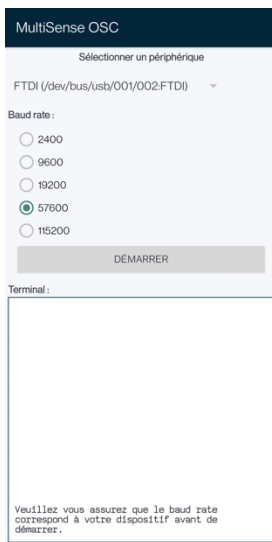 MultiSense OSC
Sélectionner un périphérique
FTDI (/dev/bus/usb/001/002:FTDI)
Baud rate :
2400
9600
19200
57600
115200
DÉMARRER
Terminal :
Veuillez vous assurez que le baud rate
correspond à votre dispositif avant de
démarrer.